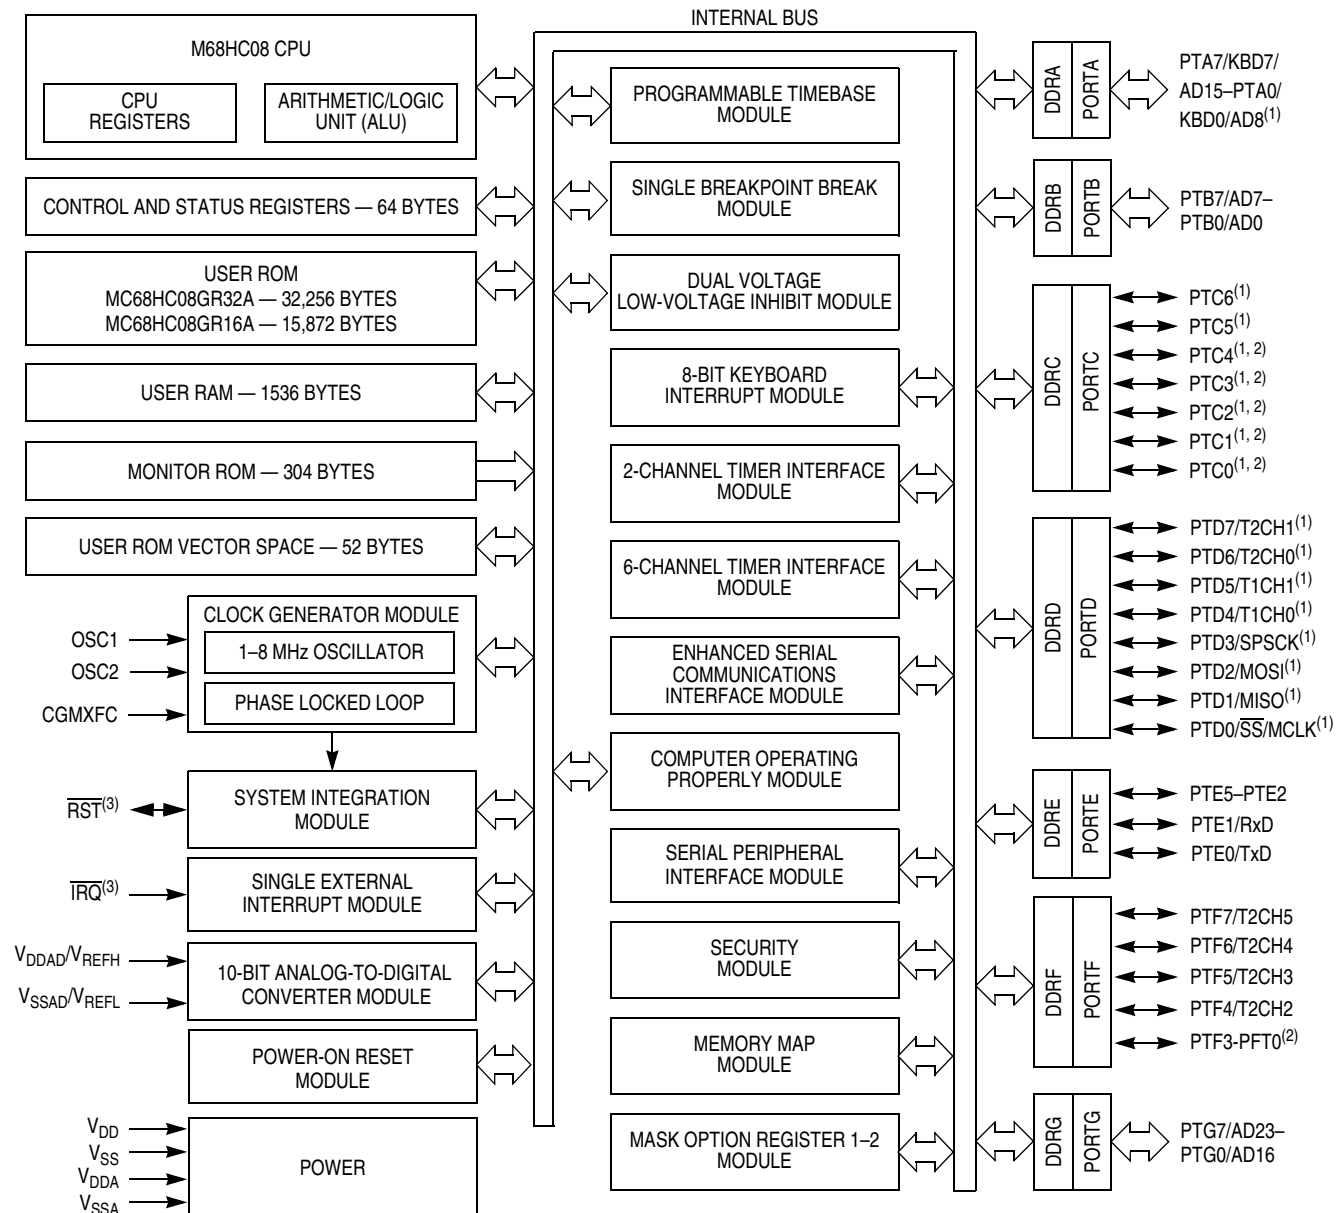 INTERNAL BUS
M68HC08 CPU
CPU
REGISTERS
ARITHMETIC/LOGIC
UNIT (ALU)
CONTROL AND STATUS REGISTERS — 64 BYTES
USER ROM
MC68HC08GR32A — 32,256 BYTES
MC68HC08GR16A — 15,872 BYTES
USER RAM — 1536 BYTES
MONITOR ROM — 304 BYTES
USER ROM VECTOR SPACE — 52 BYTES
CLOCK GENERATOR MODULE
1–8 MHz OSCILLATOR
PHASE LOCKED LOOP
OSC1
OSC2
CGMXFC
SYSTEM INTEGRATION
MODULE
RST(3)
SINGLE EXTERNAL
INTERRUPT MODULE
IRQ(3)
10-BIT ANALOG-TO-DIGITAL
CONVERTER MODULE
VDDAD/VREFH
VSSAD/VREFL
POWER-ON RESET
MODULE
POWER
VDD
VSS
VDDA
VSSA
PROGRAMMABLE TIMEBASE
MODULE
SINGLE BREAKPOINT BREAK
MODULE
DUAL VOLTAGE
LOW-VOLTAGE INHIBIT MODULE
8-BIT KEYBOARD
INTERRUPT MODULE
2-CHANNEL TIMER INTERFACE
MODULE
6-CHANNEL TIMER INTERFACE
MODULE
ENHANCED SERIAL
COMMUNICATIONS
INTERFACE MODULE
COMPUTER OPERATING
PROPERLY MODULE
SERIAL PERIPHERAL
INTERFACE MODULE
SECURITY
MODULE
MEMORY MAP
MODULE
MASK OPTION REGISTER 1–2
MODULE
DDRA
PORTA
PTA7/KBD7/
AD15–PTA0/
KBD0/AD8(1)
DDRB
PORTB
PTB7/AD7–
PTB0/AD0
DDRC
PORTC
PTC6(1)
PTC5(1)
PTC4(1, 2)
PTC3(1, 2)
PTC2(1, 2)
PTC1(1, 2)
PTC0(1, 2)
DDRD
PORTD
PTD7/T2CH1(1)
PTD6/T2CH0(1)
PTD5/T1CH1(1)
PTD4/T1CH0(1)
PTD3/SPSCK(1)
PTD2/MOSI(1)
PTD1/MISO(1)
PTD0/SS/MCLK(1)
DDRE
PORTE
PTE5–PTE2
PTE1/RxD
PTE0/TxD
DDRF
PORTF
PTF7/T2CH5
PTF6/T2CH4
PTF5/T2CH3
PTF4/T2CH2
PTF3-PFT0(2)
DDRG
PORTG
PTG7/AD23–
PTG0/AD16